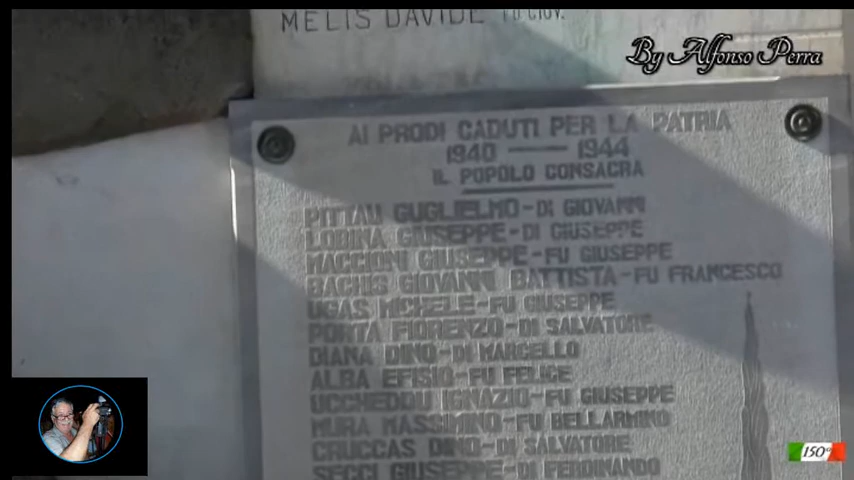 MELIS DAVIDE FU GIOV.
By Alfonso Perra
AI PRODI CADUTI PER LA PATRIA
1940 — 1944
IL POPOLO CONSACRA
PITTAU GUGLIELMO-DI GIOVANNI
LOBINA GIUSEPPE-DI GIUSEPPE
MACCIONI GIUSEPPE-FU GIUSEPPE
BACHIS GIOVANNI BATTISTA-FU FRANCESCO
UGAS MICHELE-FU GIUSEPPE
PORTA FIORENZO-DI SALVATORE
DIANA DINO-DI MARCELLO
ALBA EFISIO-FU FELICE
UCCHEDDU IGNAZIO-FU GIUSEPPE
MURA MASSIMINO-FU BELLARMINO
CRUCCAS DINO-DI SALVATORE
SECCI GIUSEPPE-DI FERDINANDO
150°